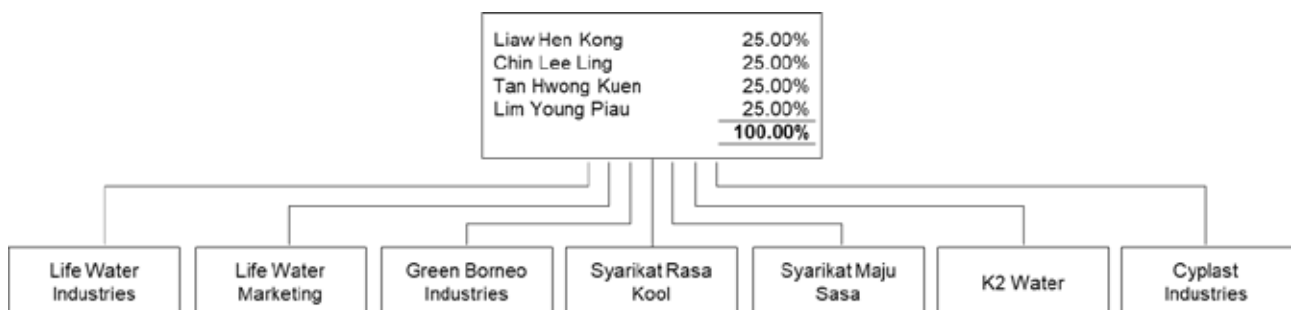 Liaw Hen Kong 25.00%
Chin Lee Ling 25.00%
Tan Hwong Kuen 25.00%
Lim Young Piau 25.00%
100.00%
Life Water
Industries
Life Water
Marketing
Green Borneo
Industries
Syarikat Rasa
Kool
Syarikat Maju
Sasa
K2 Water
Cyplast
Industries